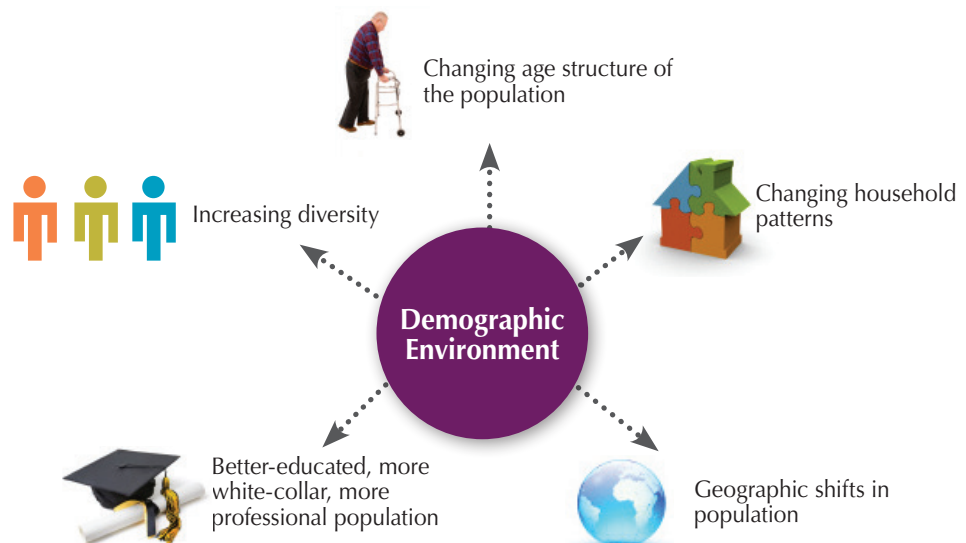 Changing age structure of
the population
Increasing diversity
Changing household
patterns
Demographic
Environment
Better-educated, more
white-collar, more
professional population
Geographic shifts in
population